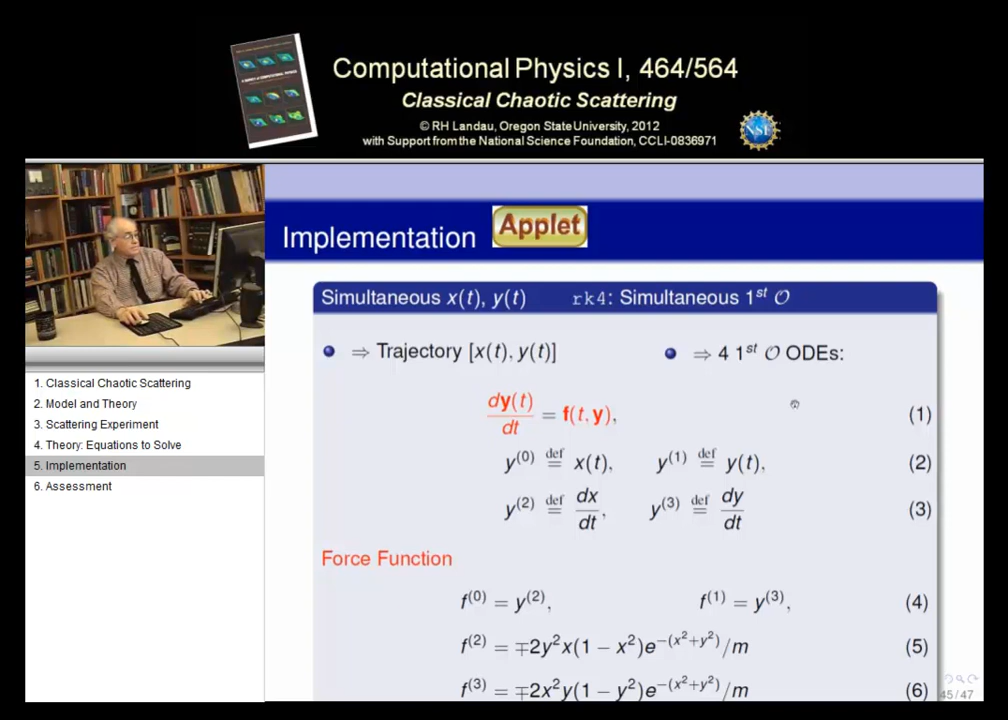 Computational Physics I, 464/564
Classical Chaotic Scattering
© RH Landau, Oregon State University, 2012
with Support from the National Science Foundation, CCLI-0836971
NSF
Implementation Applet
Simultaneous x(t), y(t) rk4: Simultaneous 1st O
⇒ Trajectory [x(t), y(t)] ⇒ 4 1st O ODEs:
dy(t)/dt = f(t, y), (1)
y(0) def= x(t), y(1) def= y(t), (2)
y(2) def= dx/dt, y(3) def= dy/dt (3)
Force Function
f(0) = y(2), f(1) = y(3), (4)
f(2) = ∓2y²x(1 − x²)e^−(x²+y²)/m (5)
f(3) = ∓2x²y(1 − y²)e^−(x²+y²)/m (6)
45/47
1. Classical Chaotic Scattering
2. Model and Theory
3. Scattering Experiment
4. Theory: Equations to Solve
5. Implementation
6. Assessment